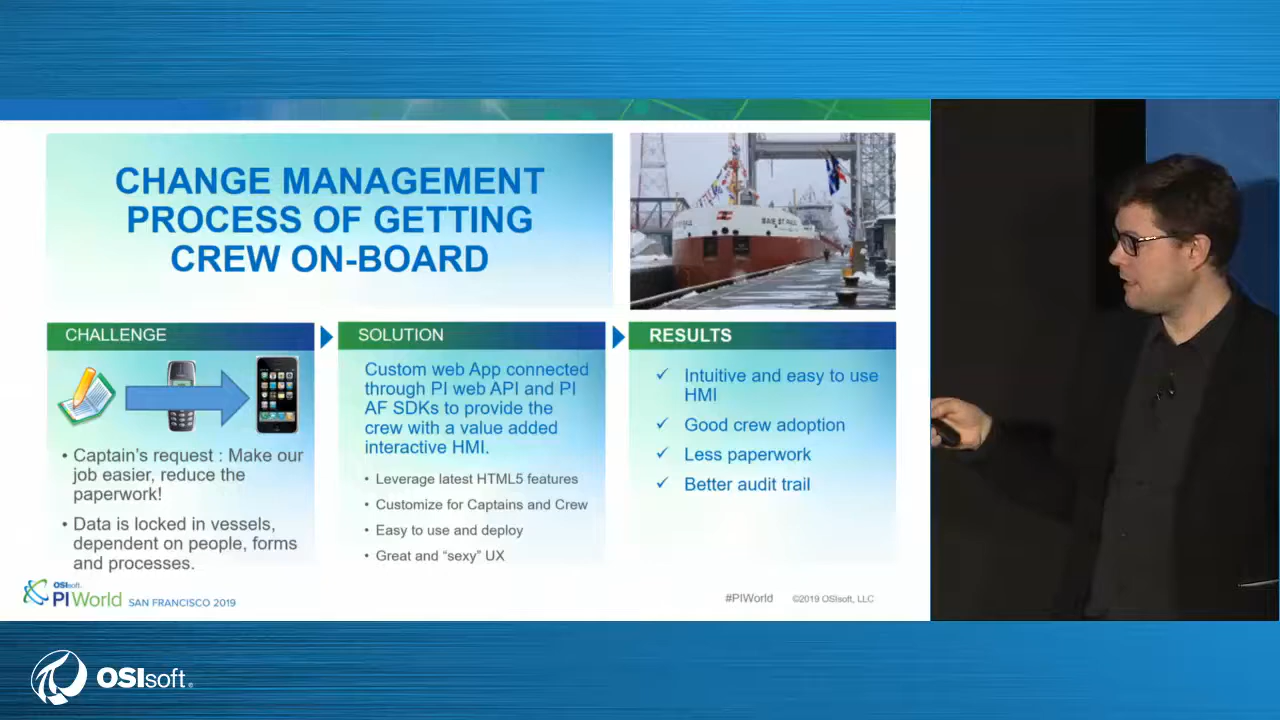 CHANGE MANAGEMENT
PROCESS OF GETTING
CREW ON-BOARD
CHALLENGE
• Captain's request : Make our
job easier, reduce the
paperwork!
• Data is locked in vessels,
dependent on people, forms
and processes.
SOLUTION
Custom web App connected
through PI web API and PI
AF SDKs to provide the
crew with a value added
interactive HMI.
• Leverage latest HTML5 features
• Customize for Captains and Crew
• Easy to use and deploy
• Great and “sexy” UX
RESULTS
✓ Intuitive and easy to use
HMI
✓ Good crew adoption
✓ Less paperwork
✓ Better audit trail
OSIsoft.
PI World SAN FRANCISCO 2019
#PIWorld ©2019 OSIsoft, LLC
OSIsoft.